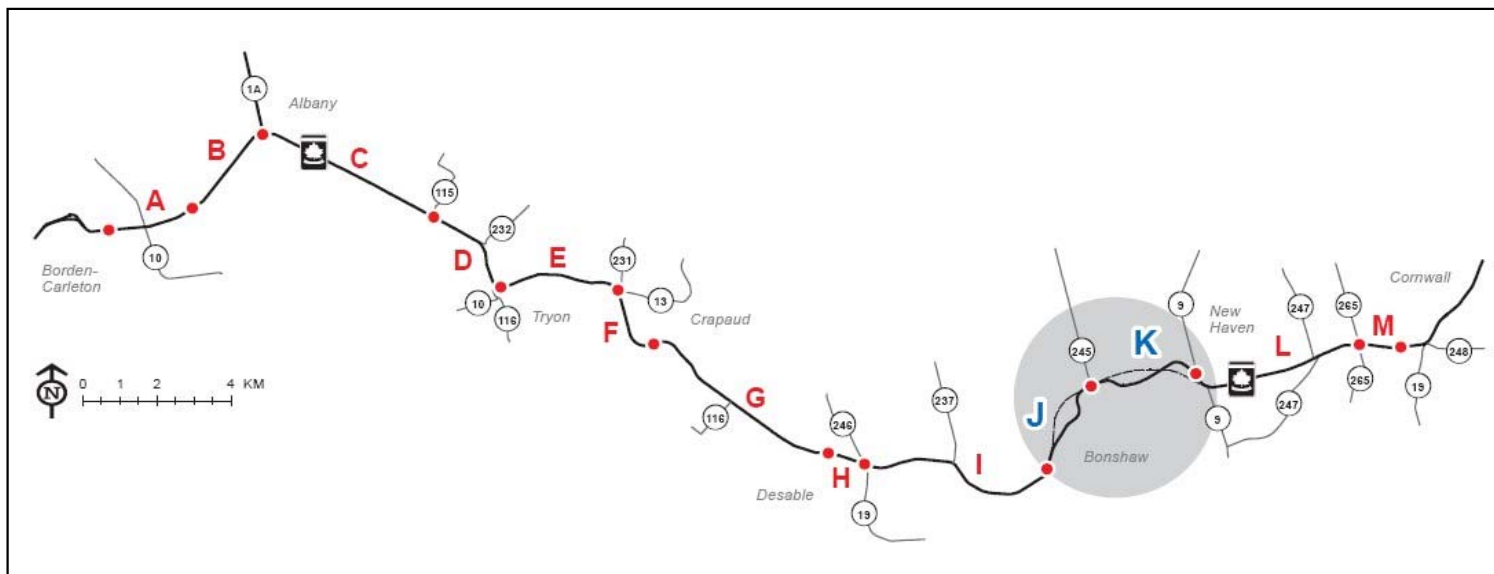 1A
Albany
B
C
A
115
232
10
Borden-
Carleton
D
E
231
10
116
Tryon
13
Crapaud
F
N
0 1 2 4 KM
116
G
246
237
H
I
Desable
19
245
J
K
Bonshaw
9
New
Haven
9
247
L
247
265
M
265
Cornwall
248
19